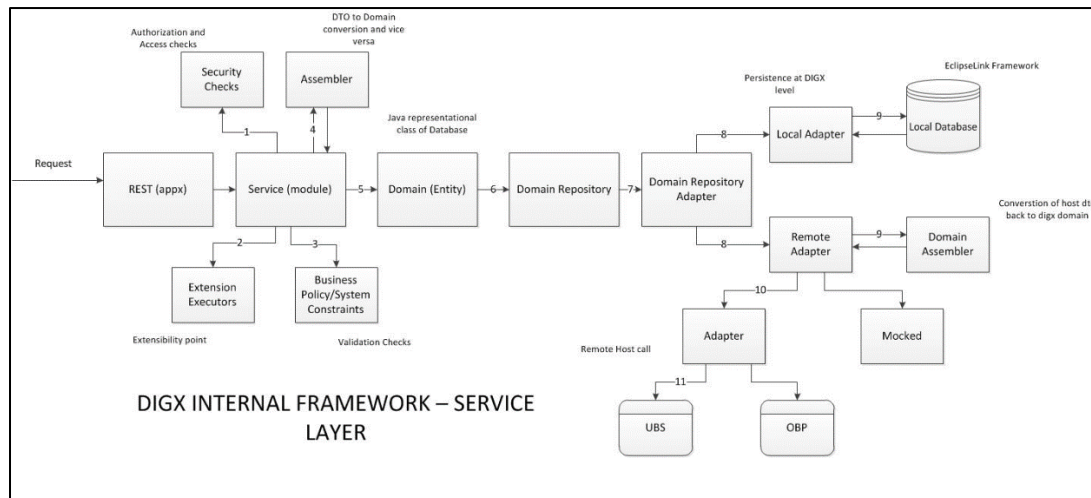 DTO to Domain
conversion and vice
versa
Authorization and
Access checks
Security
Checks
Assembler
EclipseLink Framework
Persistence at DIGX
level
Local Adapter
9
Local Database
Java representational
class of Database
1
4
8
Request
REST (appx)
Service (module)
5
Domain (Entity)
6
Domain Repository
7
Domain Repository
Adapter
Converstion of host dt
back to digx domain
8
Remote
Adapter
9
Domain
Assembler
2
3
Extension
Executors
Business
Policy/System
Constraints
10
Extensibility point
Validation Checks
Adapter
Mocked
Remote Host call
11
DIGX INTERNAL FRAMEWORK – SERVICE
LAYER
UBS
OBP